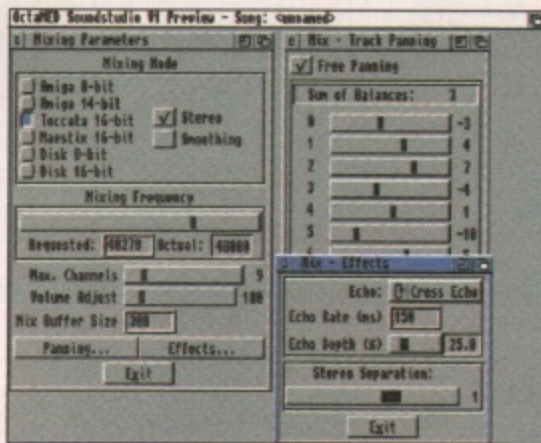 OctaMED Soundstudio V1 Preview - Song: <unnamed>
Mixing Parameters
Mixing Mode
Amiga 8-bit
Amiga 14-bit
Toccata 16-bit
Maestix 16-bit
Disk 8-bit
Disk 16-bit
Stereo
Smoothing
Mixing Frequency
Requested: 48270 Actual: 48000
Max. Channels 9
Volume Adjust 100
Mix Buffer Size 300
Panning... Effects...
Exit
Mix - Track Panning
Free Panning
Sum of Balances: 3
0 -3
1 4
2 7
3 -4
4 1
5 -10
Mix - Effects
Echo: Cross Echo
Echo Rate (ms) 150
Echo Depth (s) 25.0
Stereo Separation:
1
Exit